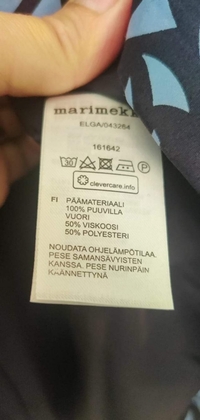 marimekk
ELGA/043264
161642
P
clevercare.info
FI PÄÄMATERIAALI
100% PUUVILLA
VUORI
50% VISKOOSI
50% POLYESTERI
NOUDATA OHJELÄMPÖTILAA.
PESE SAMANSÄVYISTEN
KANSSA. PESE NURINPÄIN
KÄÄNNETTYNÄ